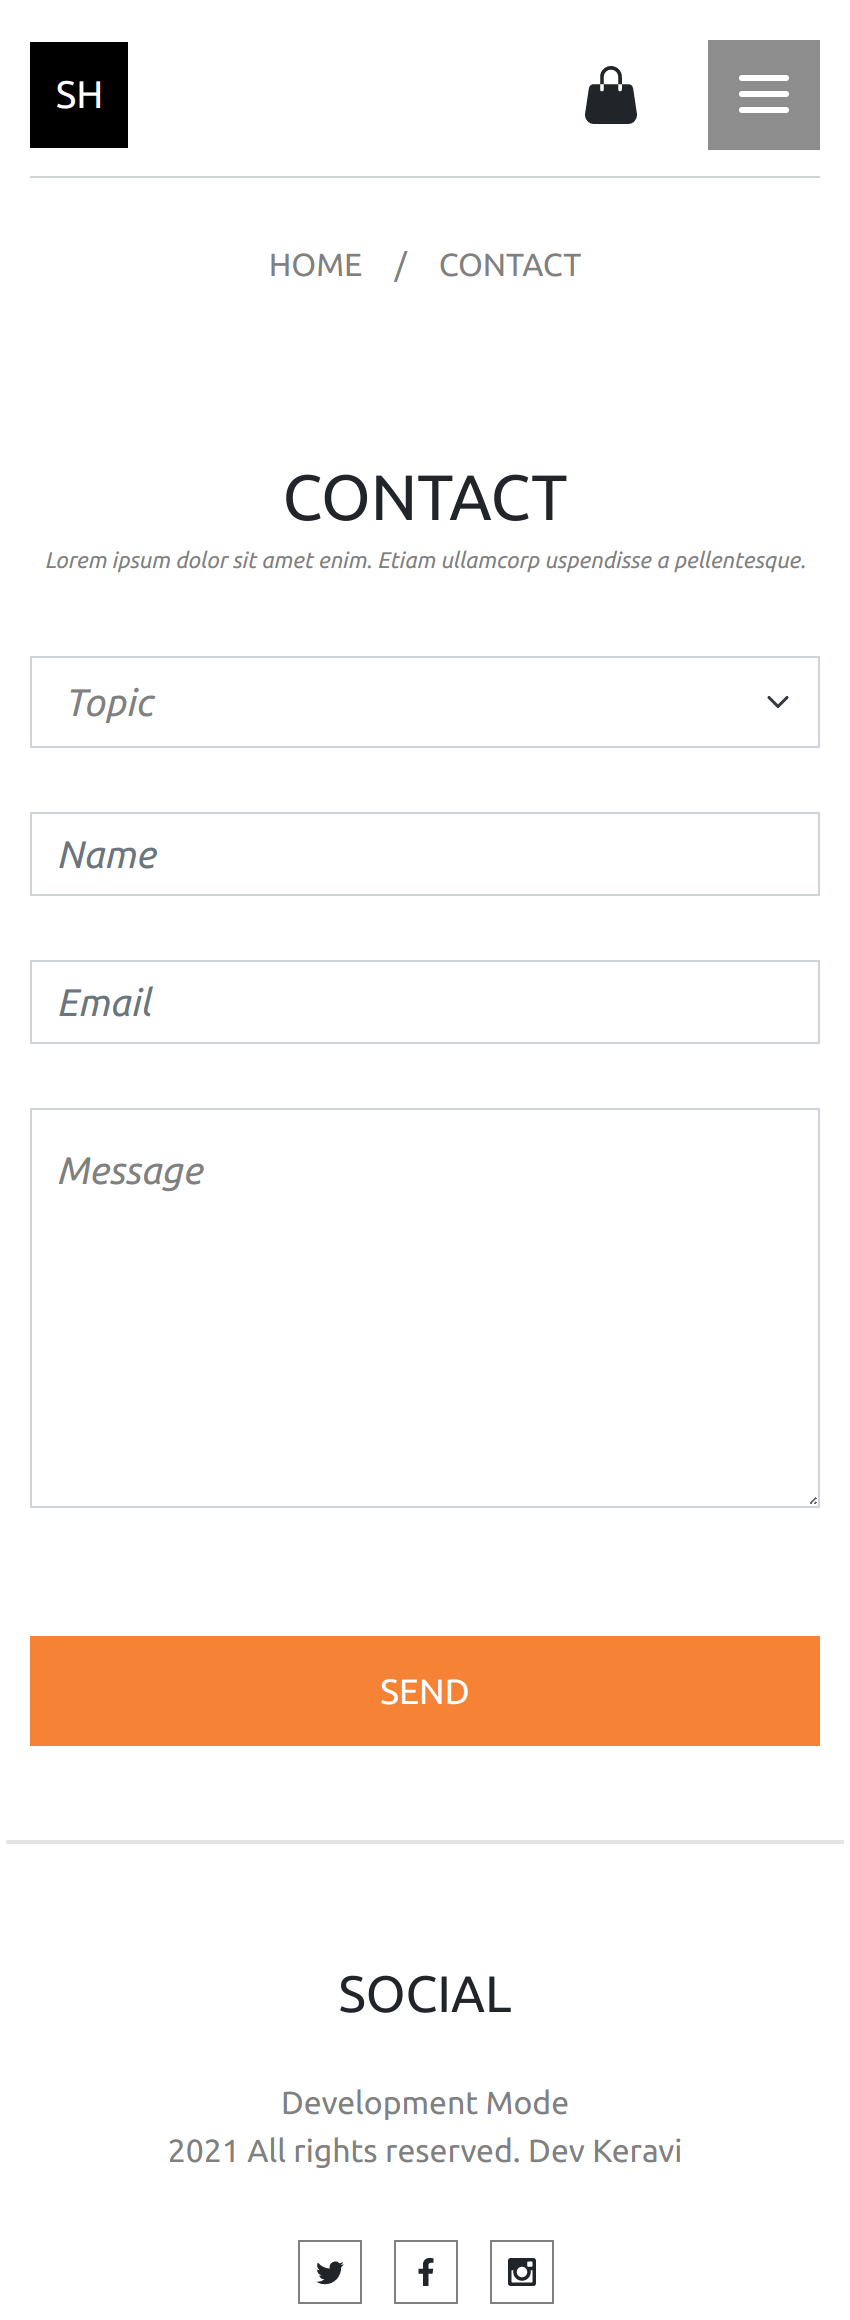 SH
HOME / CONTACT
CONTACT
Lorem ipsum dolor sit amet enim. Etiam ullamcorp uspendisse a pellentesque.
Topic
Name
Email
Message
SEND
SOCIAL
Development Mode
2021 All rights reserved. Dev Keravi